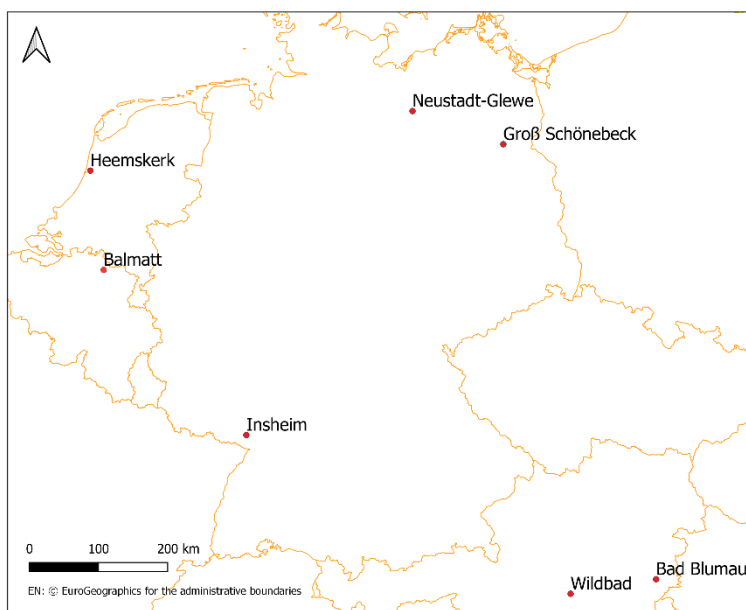 Neustadt-Glewe
Groß Schönebeck
Heemskerk
Balmatt
Insheim
0 100 200 km
Bad Blumau
Wildbad
EN: © EuroGeographics for the administrative boundaries